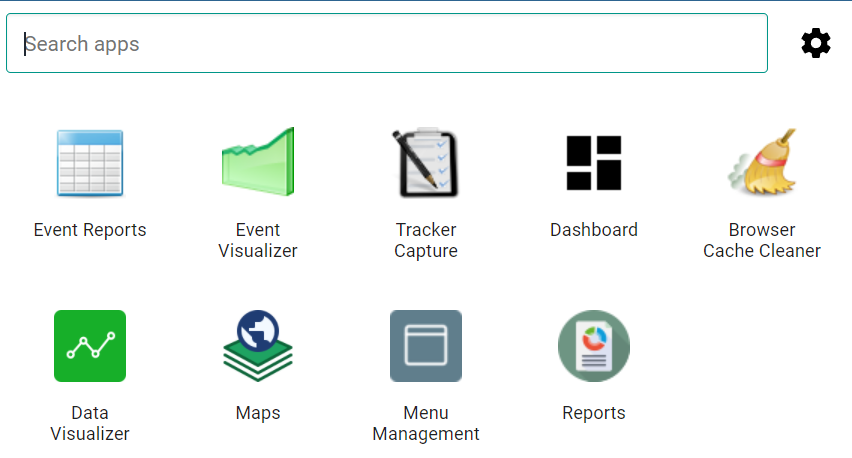 Search apps
Event Reports
Event
Visualizer
Tracker
Capture
Dashboard
Browser
Cache Cleaner
Data
Visualizer
Maps
Menu
Management
Reports